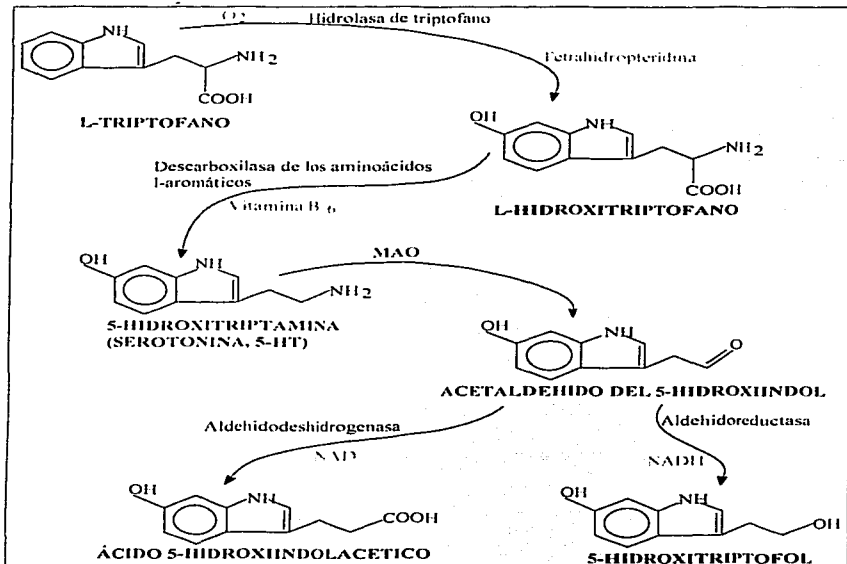 O2 Hidrolasa de triptofano
NH
NH2
COOH
Tetrahidropteridina
L-TRIPTOFANO
OH
NH
NH2
COOH
L-HIDROXITRIPTOFANO
Descarboxilasa de los aminoácidos
l-aromáticos
Vitamina B6
MAO
OH
NH
NH2
5-HIDROXITRIPTAMINA
(SEROTONINA, 5-HT)
OH
NH
O
ACETALDEHIDO DEL 5-HIDROXIINDOL
Aldehidodeshidrogenasa
NAD
Aldehidoreductasa
NADH
OH
NH
COOH
ÁCIDO 5-HIDROXIINDOLACETICO
OH
NH
OH
5-HIDROXITRIPTOFOL